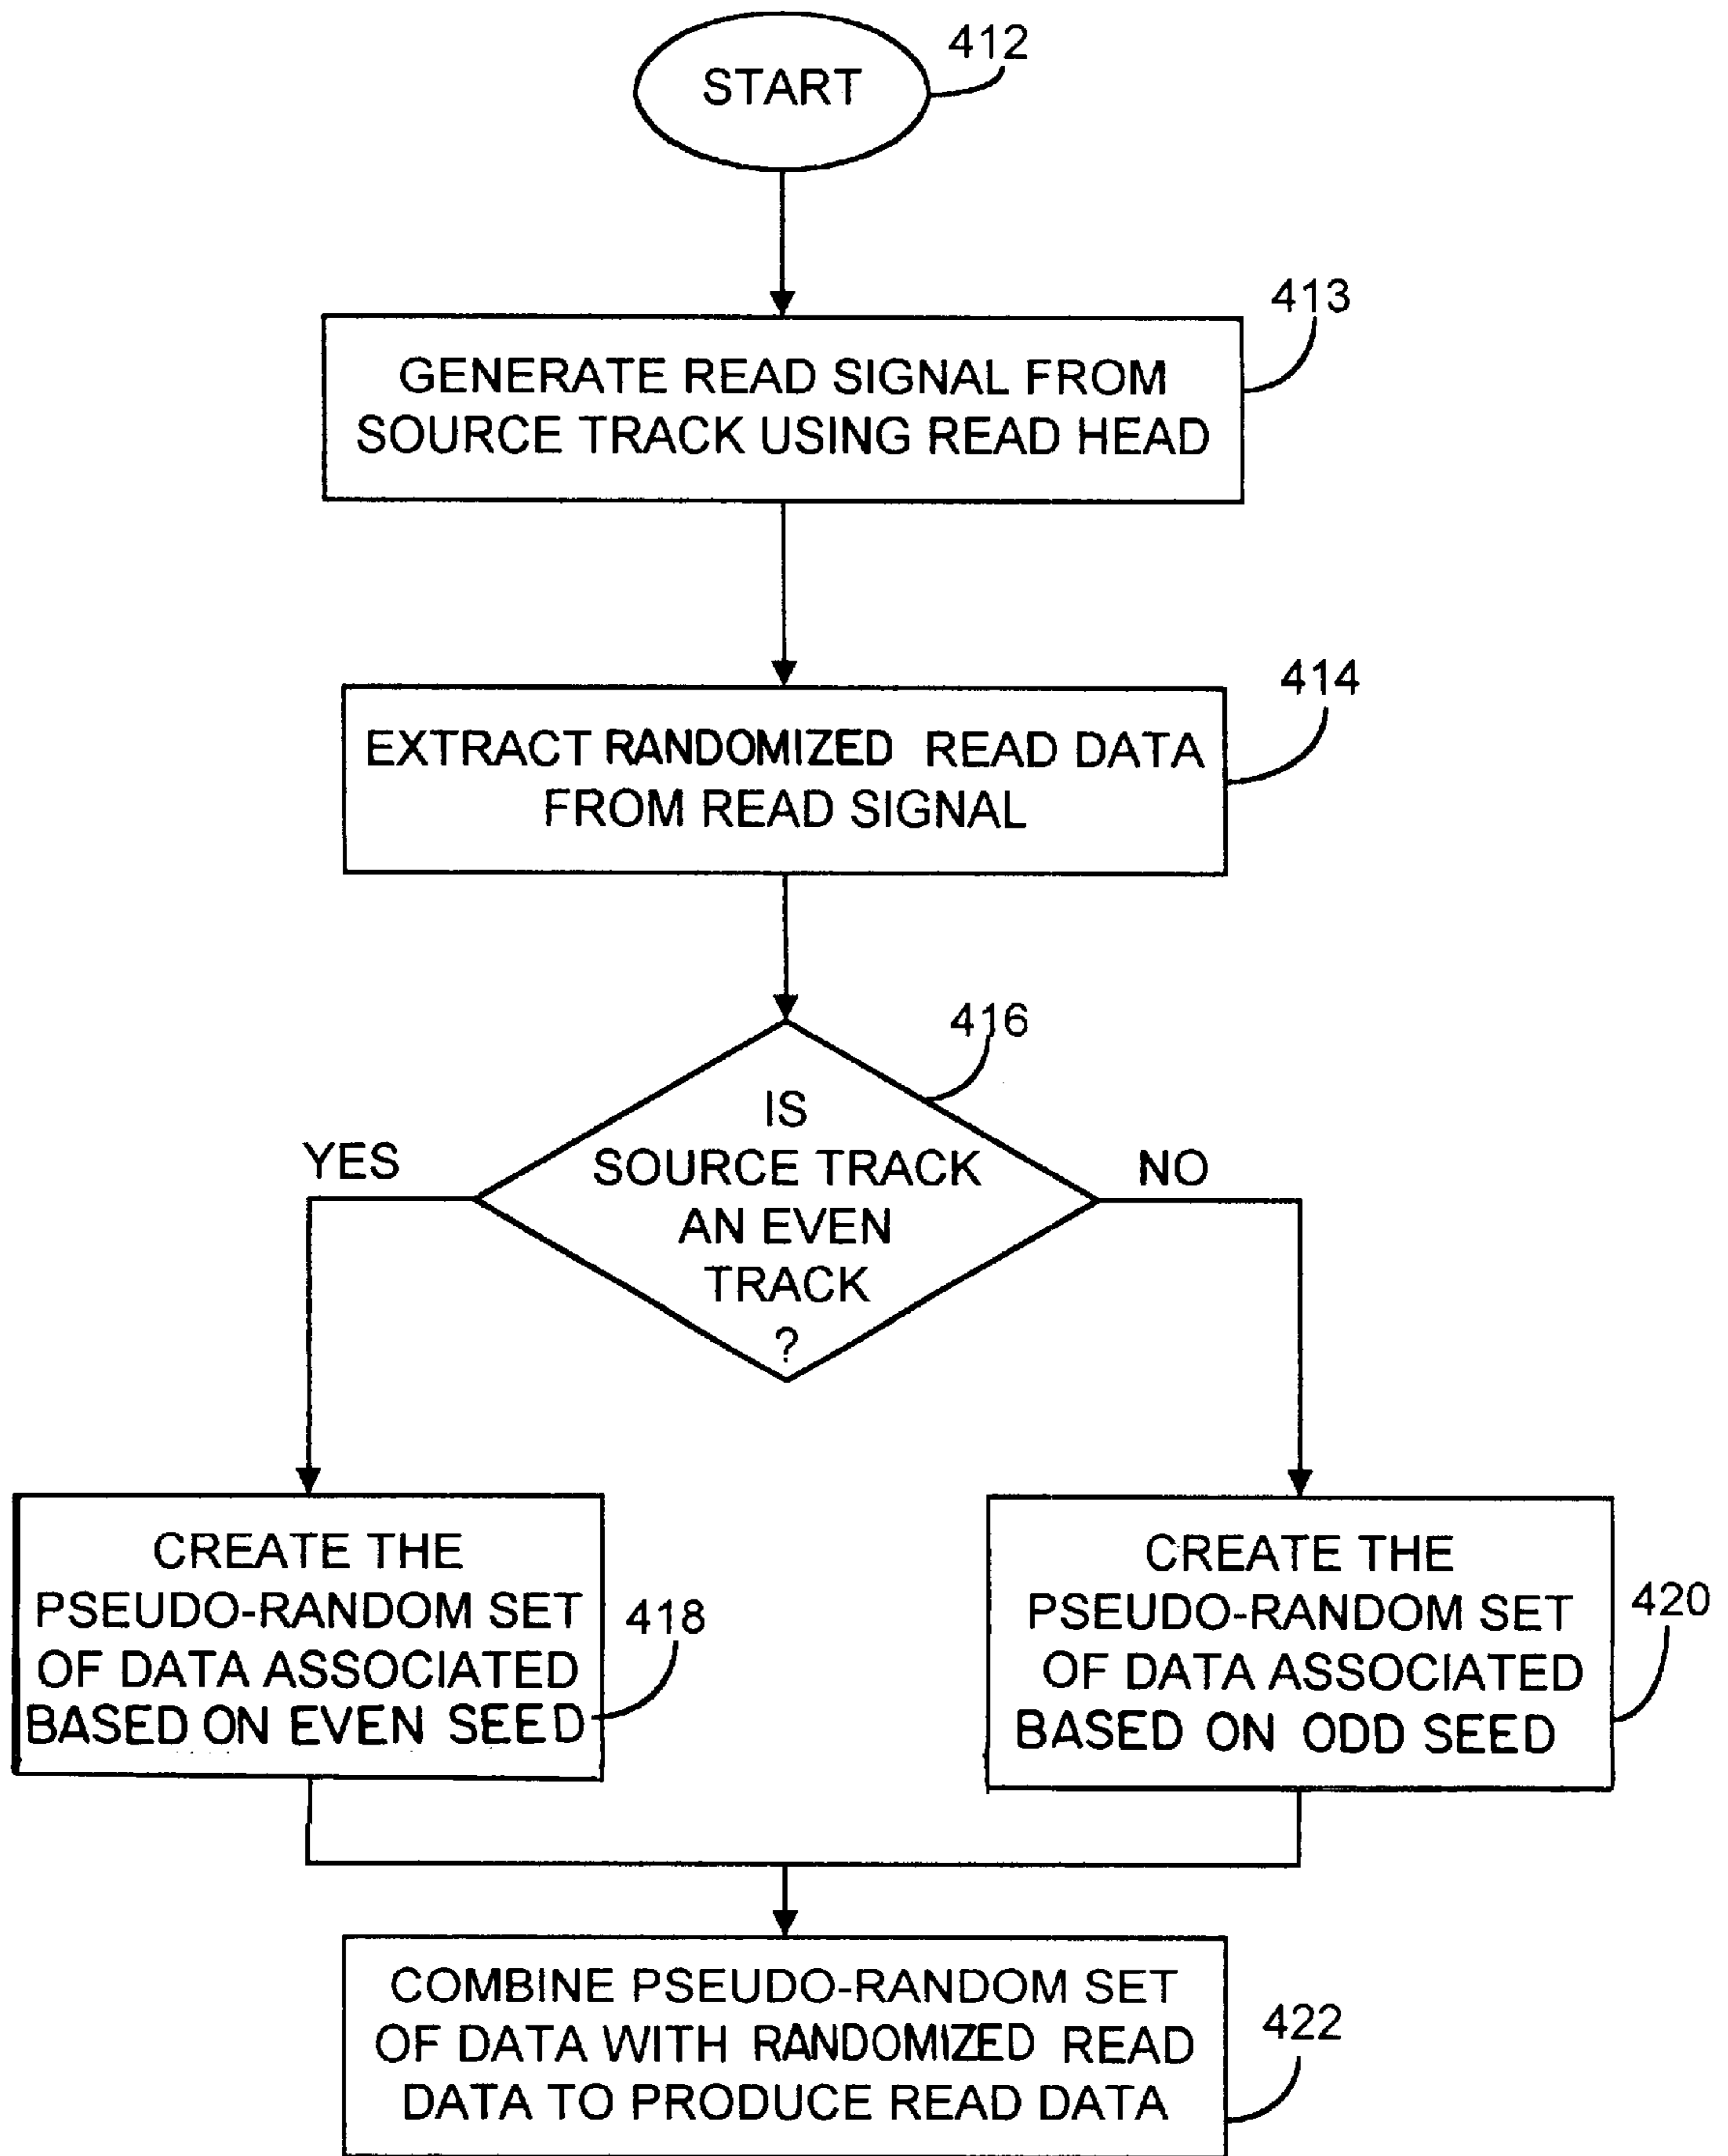 412
START
413
GENERATE READ SIGNAL FROM
SOURCE TRACK USING READ HEAD
414
EXTRACT RANDOMIZED READ DATA
FROM READ SIGNAL
416
IS
SOURCE TRACK
AN EVEN
TRACK
?
YES
NO
CREATE THE
PSEUDO-RANDOM SET
OF DATA ASSOCIATED
BASED ON EVEN SEED
418
CREATE THE
PSEUDO-RANDOM SET
OF DATA ASSOCIATED
BASED ON ODD SEED
420
COMBINE PSEUDO-RANDOM SET
OF DATA WITH RANDOMIZED READ
DATA TO PRODUCE READ DATA
422